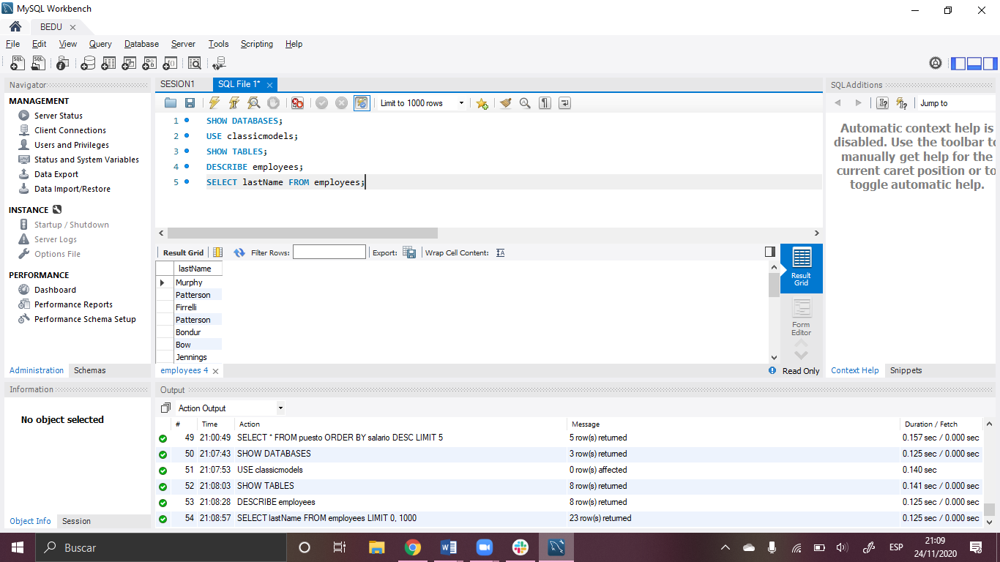 MySQL Workbench
BEDU
File Edit View Query Database Server Tools Scripting Help
Navigator
MANAGEMENT
Server Status
Client Connections
Users and Privileges
Status and System Variables
Data Export
Data Import/Restore
INSTANCE
Startup / Shutdown
Server Logs
Options File
PERFORMANCE
Dashboard
Performance Reports
Performance Schema Setup
Administration Schemas
Information
No object selected
Object Info Session
SESION1 SQL File 1*
Limit to 1000 rows
1 SHOW DATABASES;
2 USE classicmodels;
3 SHOW TABLES;
4 DESCRIBE employees;
5 SELECT lastName FROM employees;
Result Grid Filter Rows: Export: Wrap Cell Content:
lastName
Murphy
Patterson
Firrelli
Patterson
Bondur
Bow
Jennings
Result
Grid
Form
Editor
employees 4 Read Only
SQLAdditions
Jump to
Automatic context help is
disabled. Use the toolbar to
manually get help for the
current caret position or to
toggle automatic help.
Context Help Snippets
Output
Action Output
# Time Action Message Duration / Fetch
49 21:00:49 SELECT * FROM puesto ORDER BY salario DESC LIMIT 5 5 row(s) returned 0.157 sec / 0.000 sec
50 21:07:43 SHOW DATABASES 3 row(s) returned 0.125 sec / 0.000 sec
51 21:07:53 USE classicmodels 0 row(s) affected 0.140 sec
52 21:08:03 SHOW TABLES 8 row(s) returned 0.141 sec / 0.000 sec
53 21:08:28 DESCRIBE employees 8 row(s) returned 0.125 sec / 0.000 sec
54 21:08:57 SELECT lastName FROM employees LIMIT 0, 1000 23 row(s) returned 0.125 sec / 0.000 sec
Buscar
ESP
21:09
24/11/2020